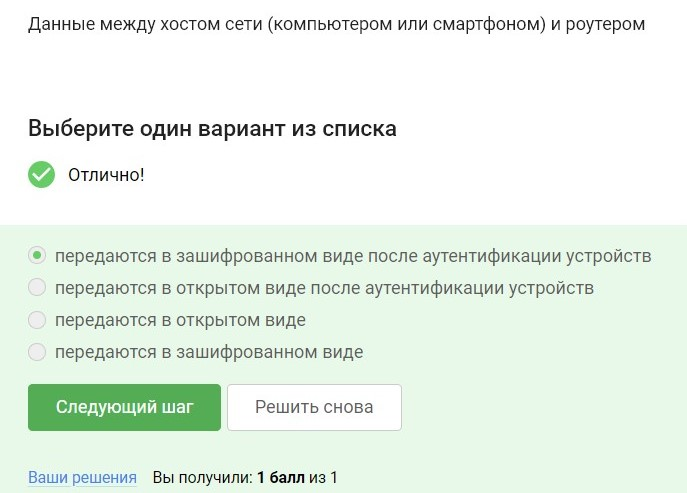 Данные между хостом сети (компьютером или смартфоном) и роутером
Выберите один вариант из списка
Отлично!
передаются в зашифрованном виде после аутентификации устройств
передаются в открытом виде после аутентификации устройств
передаются в открытом виде
передаются в зашифрованном виде
Следующий шаг Решить снова
Ваши решения Вы получили: 1 балл из 1